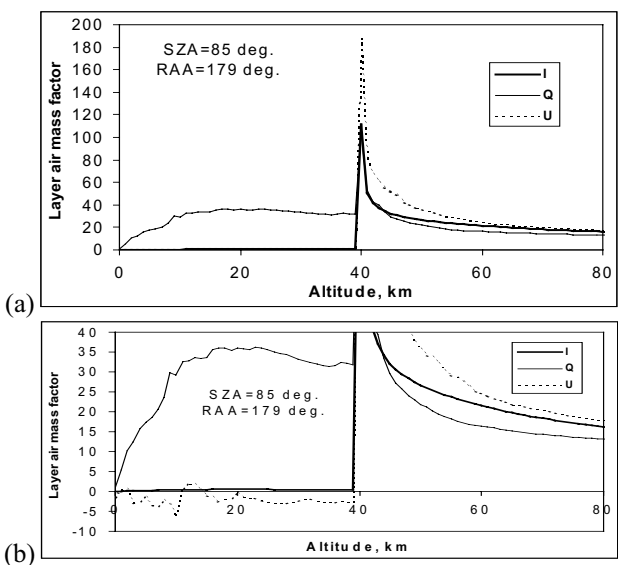 200
180
160
140
120
100
80
60
40
20
0
Layer air mass factor
SZA=85 deg.
RAA=179 deg.
I
Q
U
0 20 40 60 80
Altitude, km
(a)
40
35
30
25
20
15
10
5
0
-5
-10
Layer air mass factor
SZA=85 deg.
RAA=179 deg.
I
Q
U
0 20 40 60 80
Altitude, km
(b)